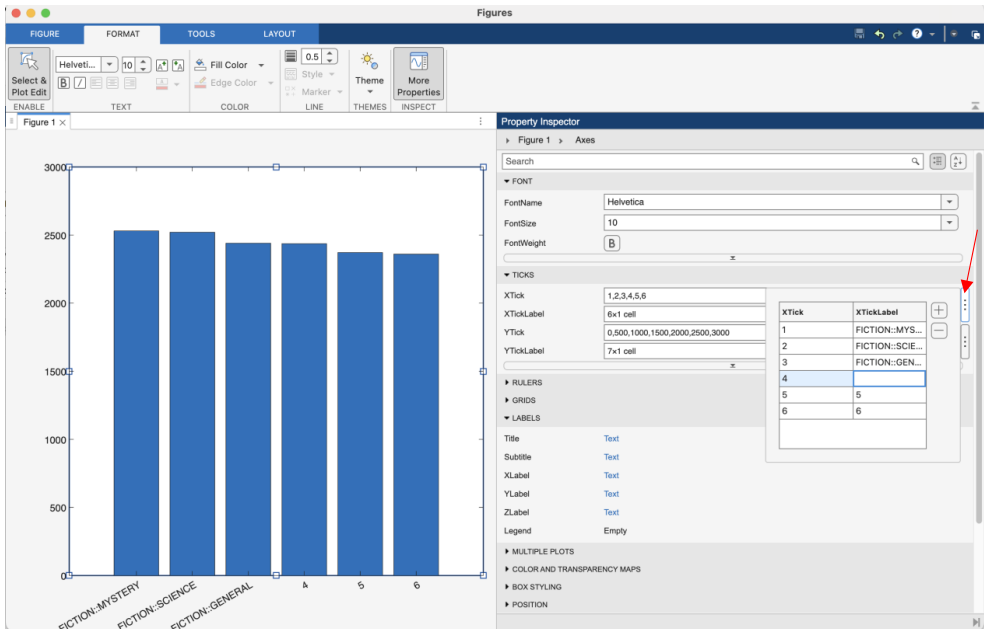 Figures
FIGURE FORMAT TOOLS LAYOUT
Helveti... 10 A A Fill Color 0.5
Select & Plot Edit B I Edge Color Style Theme More Properties
Marker
ENABLE TEXT COLOR LINE THEMES INSPECT
Figure 1 ×
Property Inspector
Figure 1 Axes
Search
FONT
FontName Helvetica
FontSize 10
FontWeight B
TICKS
XTick 1,2,3,4,5,6
XTickLabel 6×1 cell
YTick 0,500,1000,1500,2000,2500,3000
YTickLabel 7×1 cell
XTick XTickLabel
1 FICTION::MYS...
2 FICTION::SCIE...
3 FICTION::GEN...
4
5 5
6 6
RULERS
GRIDS
LABELS
Title Text
Subtitle Text
XLabel Text
YLabel Text
ZLabel Text
Legend Empty
MULTIPLE PLOTS
COLOR AND TRANSPARENCY MAPS
BOX STYLING
POSITION
3000
2500
2000
1500
1000
500
0
FICTION::MYSTERY FICTION::SCIENCE FICTION::GENERAL 4 5 6